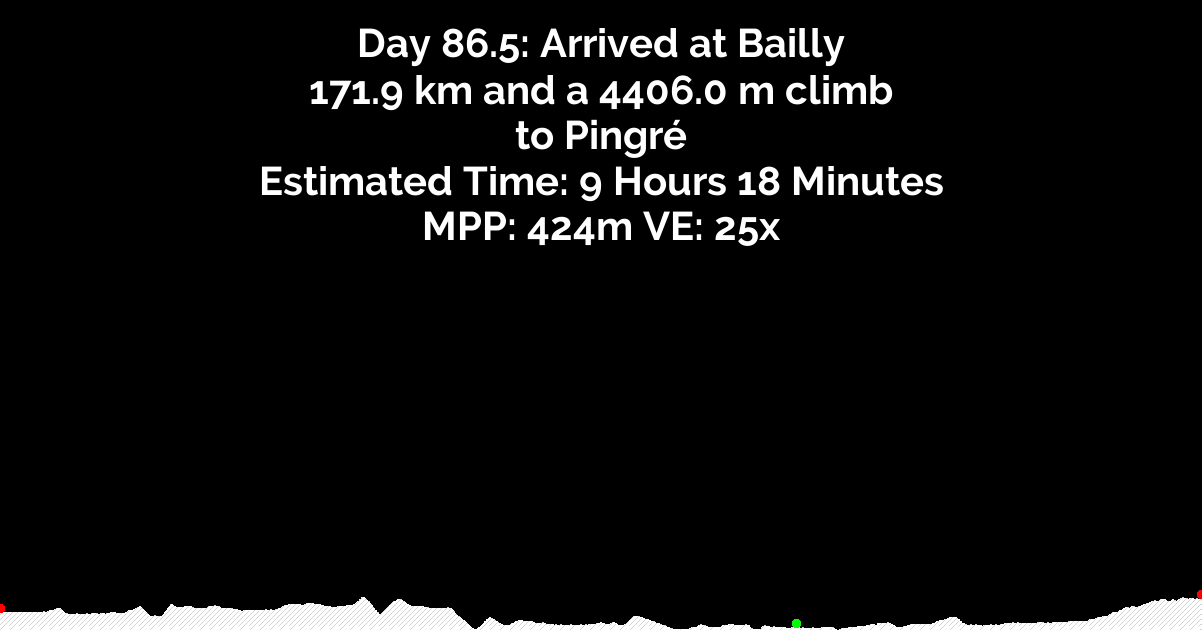 Day 86.5: Arrived at Bailly
171.9 km and a 4406.0 m climb
to Pingré
Estimated Time: 9 Hours 18 Minutes
MPP: 424m VE: 25x